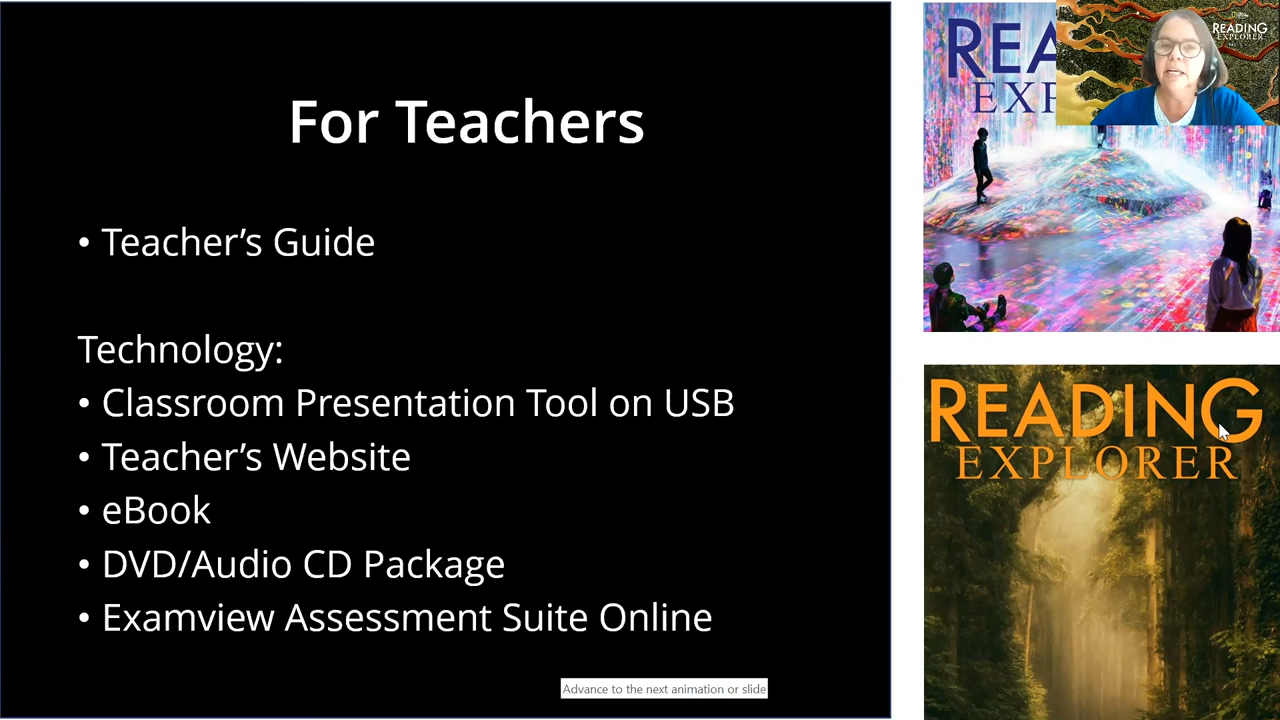 For Teachers
• Teacher’s Guide
Technology:
• Classroom Presentation Tool on USB
• Teacher’s Website
• eBook
• DVD/Audio CD Package
• Examview Assessment Suite Online
Advance to the next animation or slide
REA
EXP
READING
EXPLORER
READING
EXPLORER